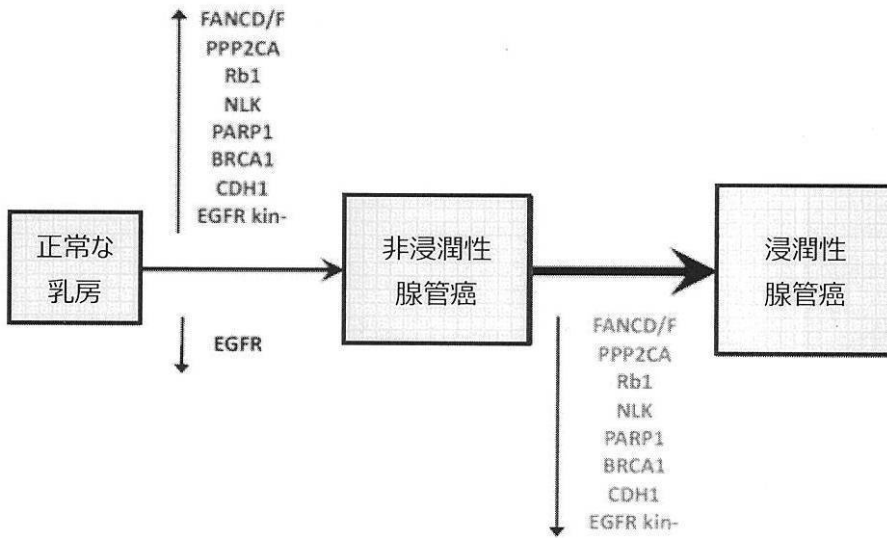 FANCD/F
PPP2CA
Rb1
NLK
PARP1
BRCA1
CDH1
EGFR kin-
正常な
乳房
EGFR
非浸潤性
腺管癌
浸潤性
腺管癌
FANCD/F
PPP2CA
Rb1
NLK
PARP1
BRCA1
CDH1
EGFR kin-